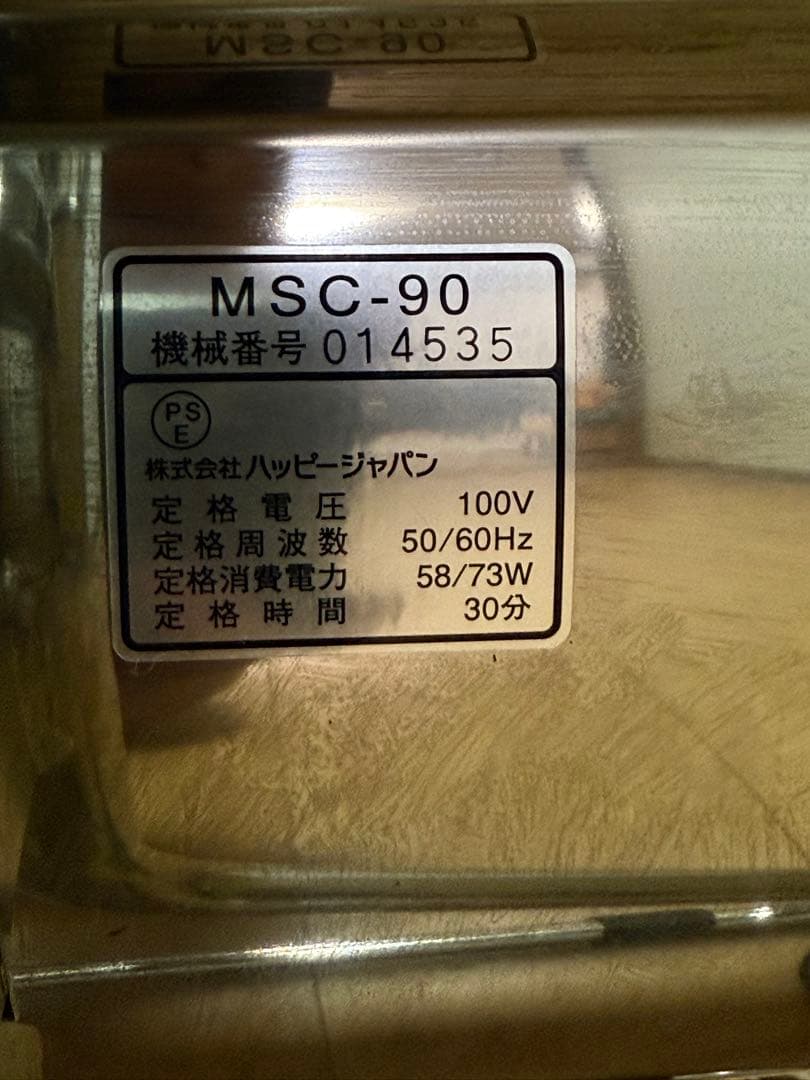 MSC-90
機械番号 014535
PS
E
株式会社ハッピージャパン
定格電圧 100V
定格周波数 50/60Hz
定格消費電力 58/73W
定格時間 30分